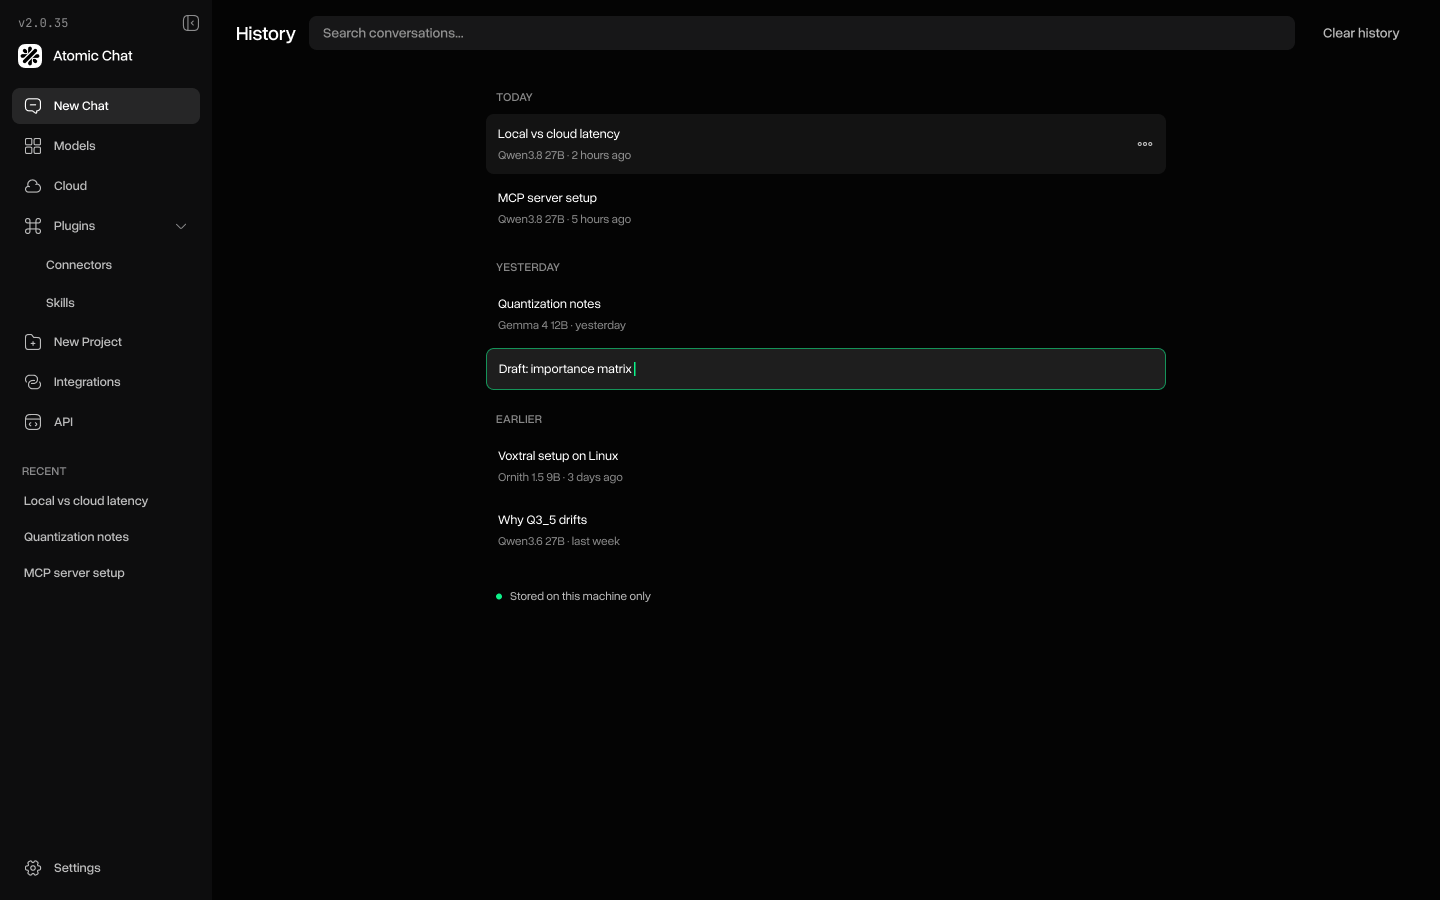 v2.0.35
Atomic Chat
New Chat
Models
Cloud
Plugins
Connectors
Skills
New Project
Integrations
API
RECENT
Local vs cloud latency
Quantization notes
MCP server setup
Settings
History
Search conversations...
Clear history
TODAY
Local vs cloud latency
Qwen3.8 27B · 2 hours ago
MCP server setup
Qwen3.8 27B · 5 hours ago
YESTERDAY
Quantization notes
Gemma 4 12B · yesterday
Draft: importance matrix
EARLIER
Voxtral setup on Linux
Ornith 1.5 9B · 3 days ago
Why Q3_5 drifts
Qwen3.6 27B · last week
Stored on this machine only